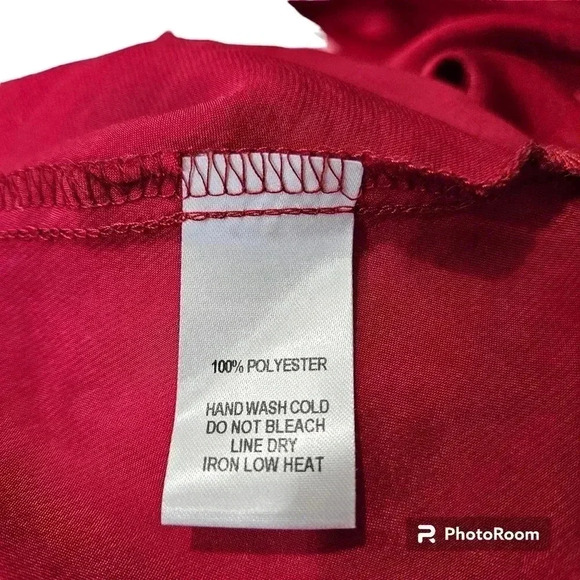 100% POLYESTER
HAND WASH COLD
DO NOT BLEACH
LINE DRY
IRON LOW HEAT
PhotoRoom